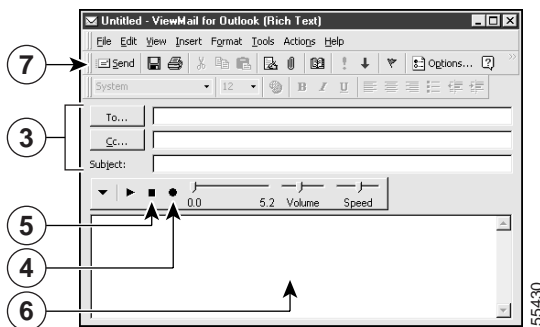 Untitled - ViewMail for Outlook (Rich Text)
File Edit View Insert Format Tools Actions Help
7
Send Options...
System 12 B I U
3
To...
Cc...
Subject:
0.0 5.2 Volume Speed
5
4
6
55430